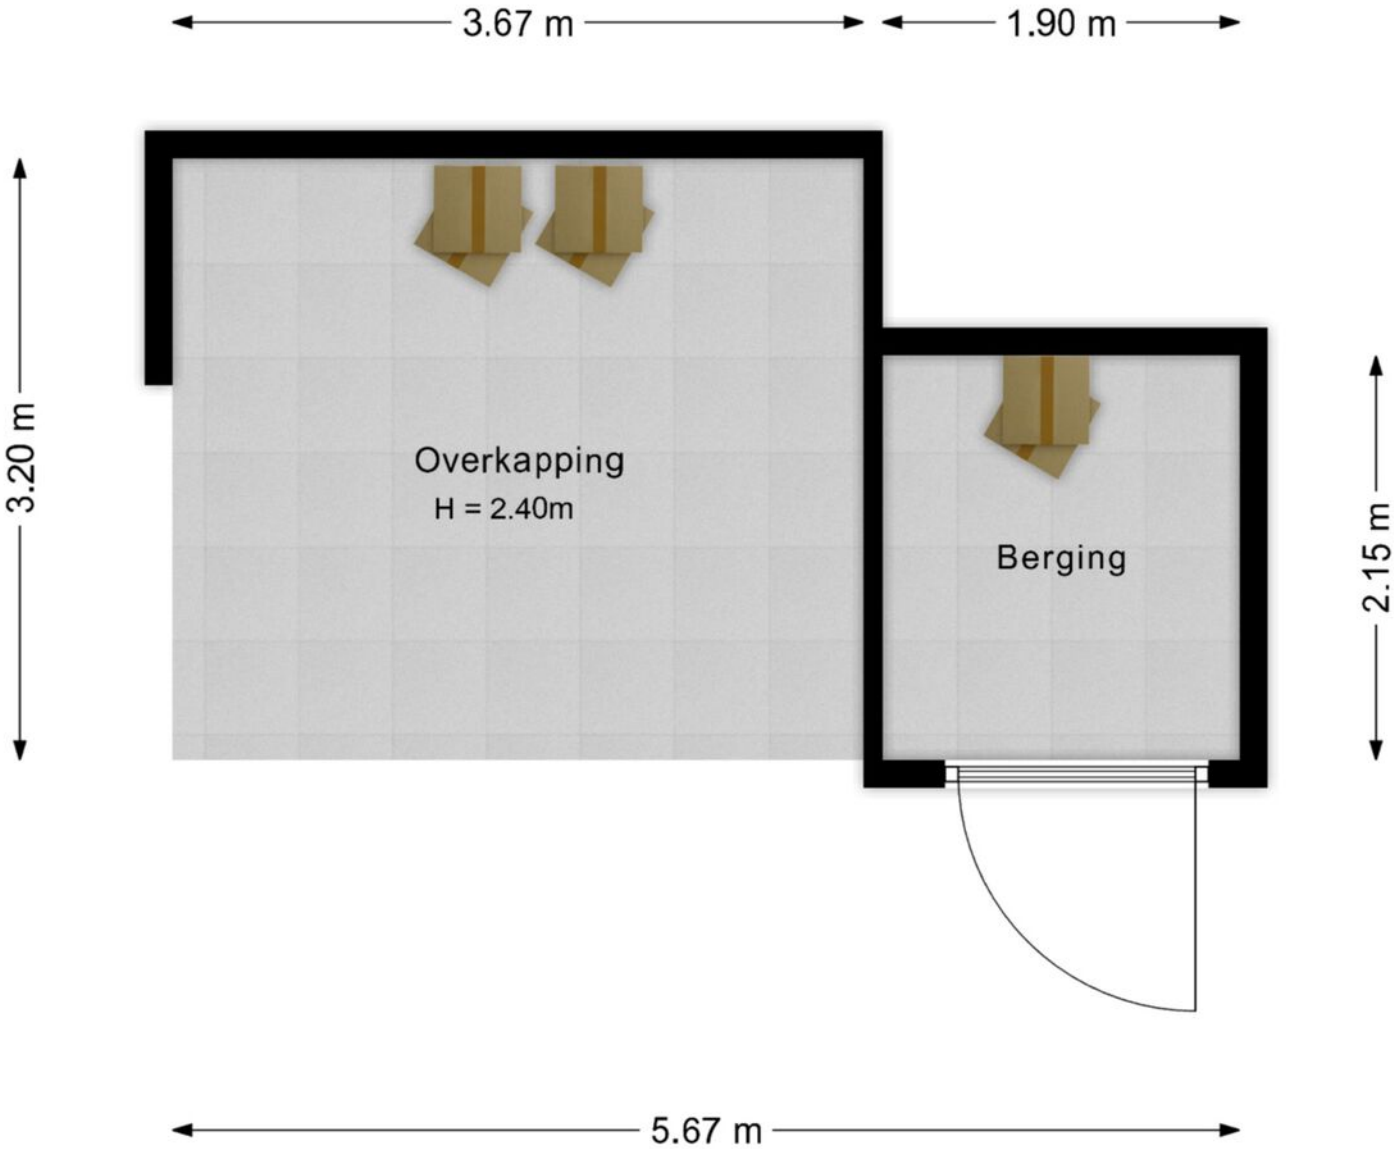 3.67 m
1.90 m
3.20 m
Overkapping
H = 2.40m
Berging
2.15 m
5.67 m